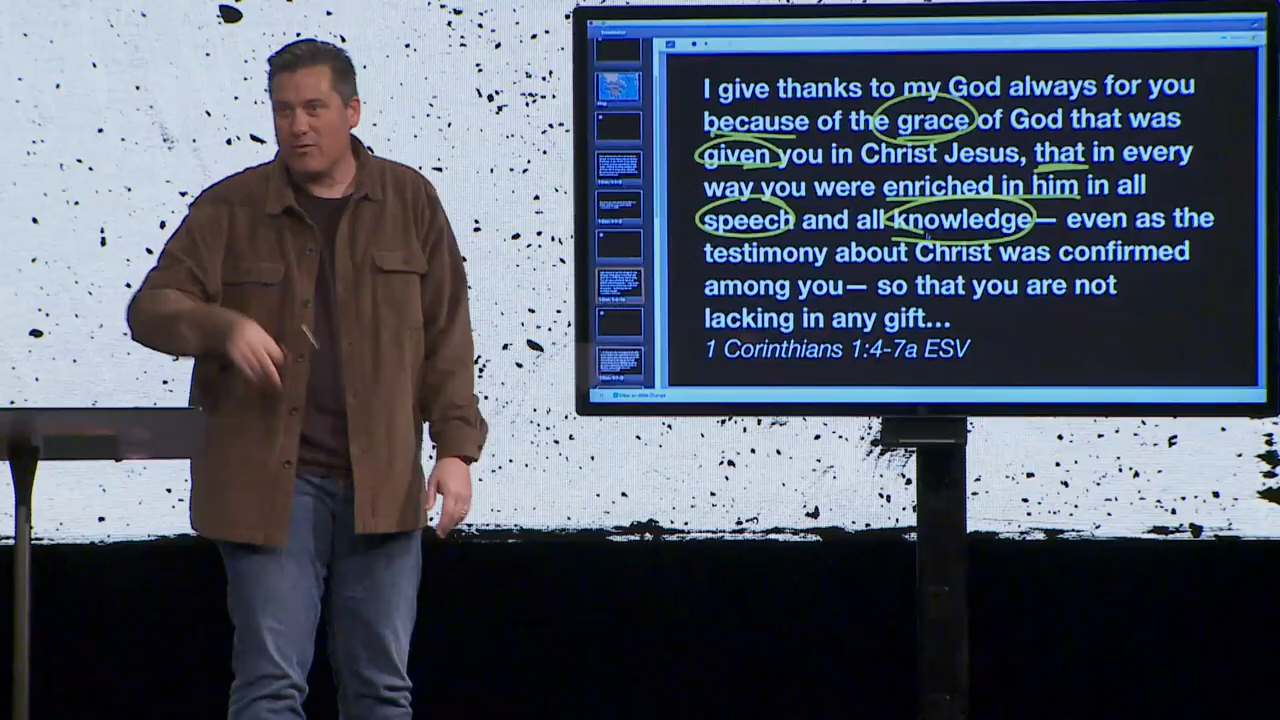 I give thanks to my God always for you
because of the grace of God that was
given you in Christ Jesus, that in every
way you were enriched in him in all
speech and all knowledge— even as the
testimony about Christ was confirmed
among you— so that you are not
lacking in any gift...
1 Corinthians 1:4-7a ESV